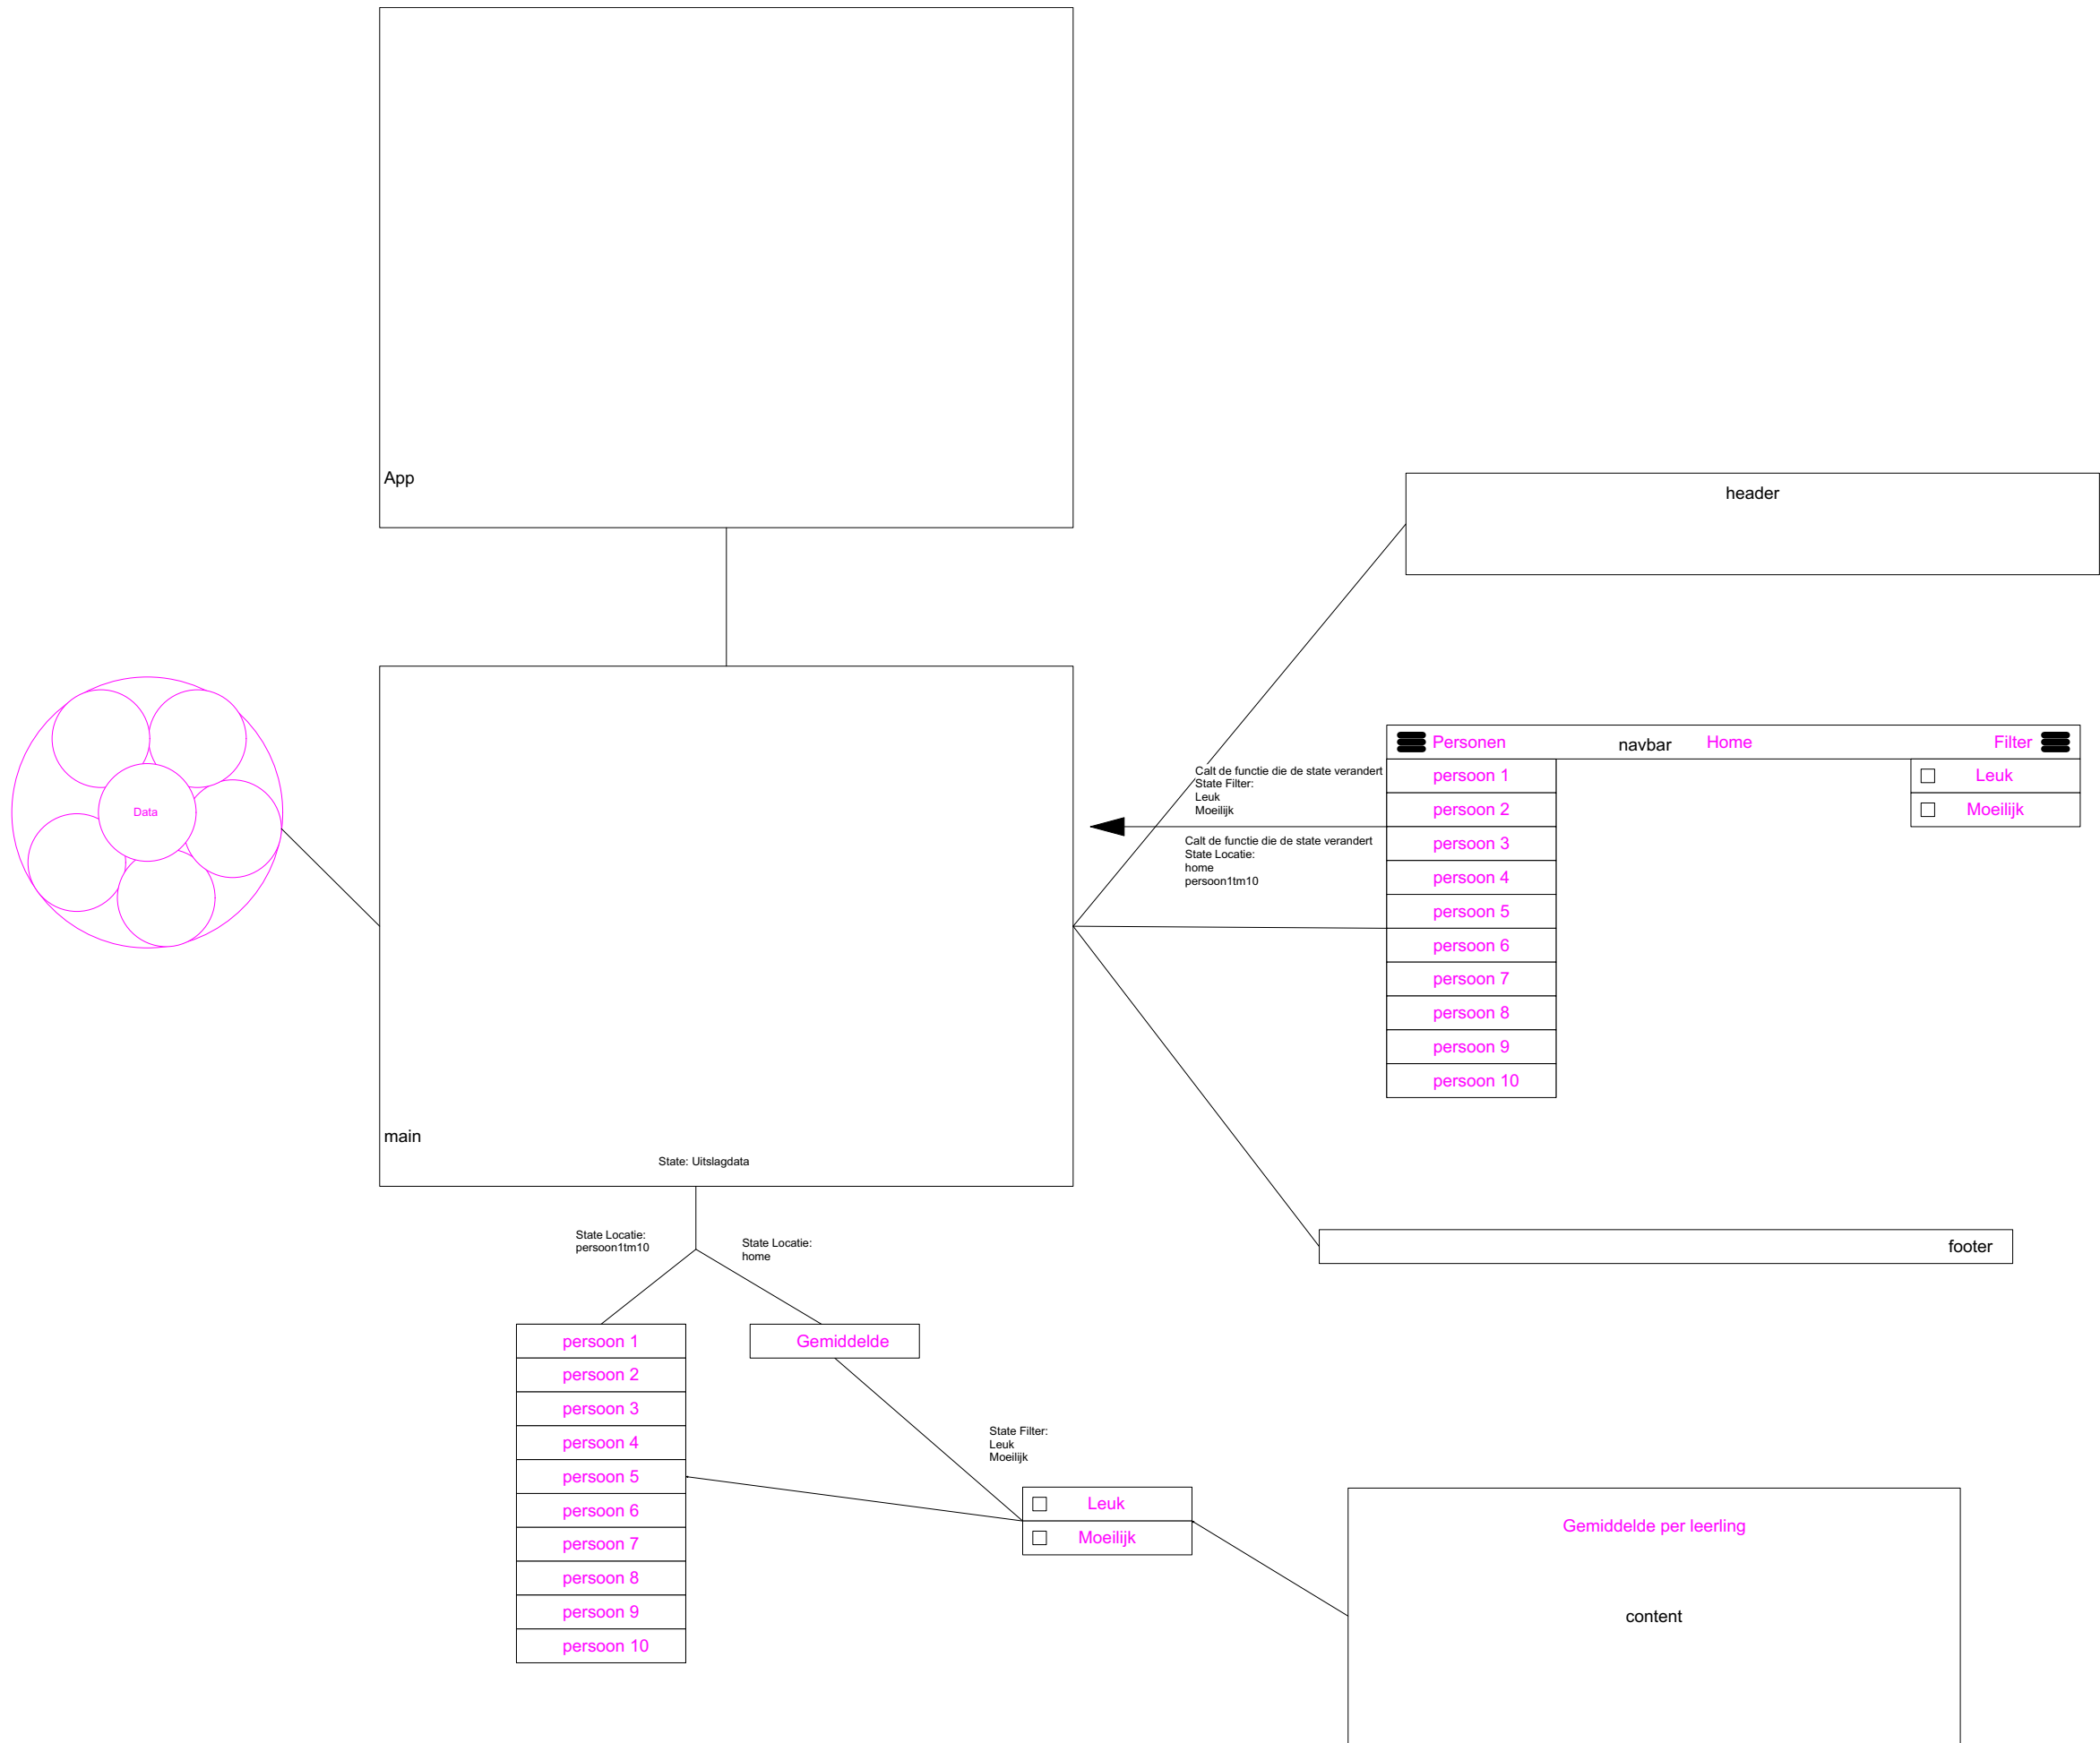 App
header
Personen
navbar
Home
Filter
persoon 1
persoon 2
persoon 3
persoon 4
persoon 5
persoon 6
persoon 7
persoon 8
persoon 9
persoon 10
Leuk
Moeilijk
Calt de functie die de state verandert
State Filter:
Leuk
Moeilijk
Calt de functie die de state verandert
State Locatie:
home
persoon1tm10
Data
main
State: Uitslagdata
footer
State Locatie:
persoon1tm10
State Locatie:
home
persoon 1
persoon 2
persoon 3
persoon 4
persoon 5
persoon 6
persoon 7
persoon 8
persoon 9
persoon 10
Gemiddelde
State Filter:
Leuk
Moeilijk
Leuk
Moeilijk
Gemiddelde per leerling
content